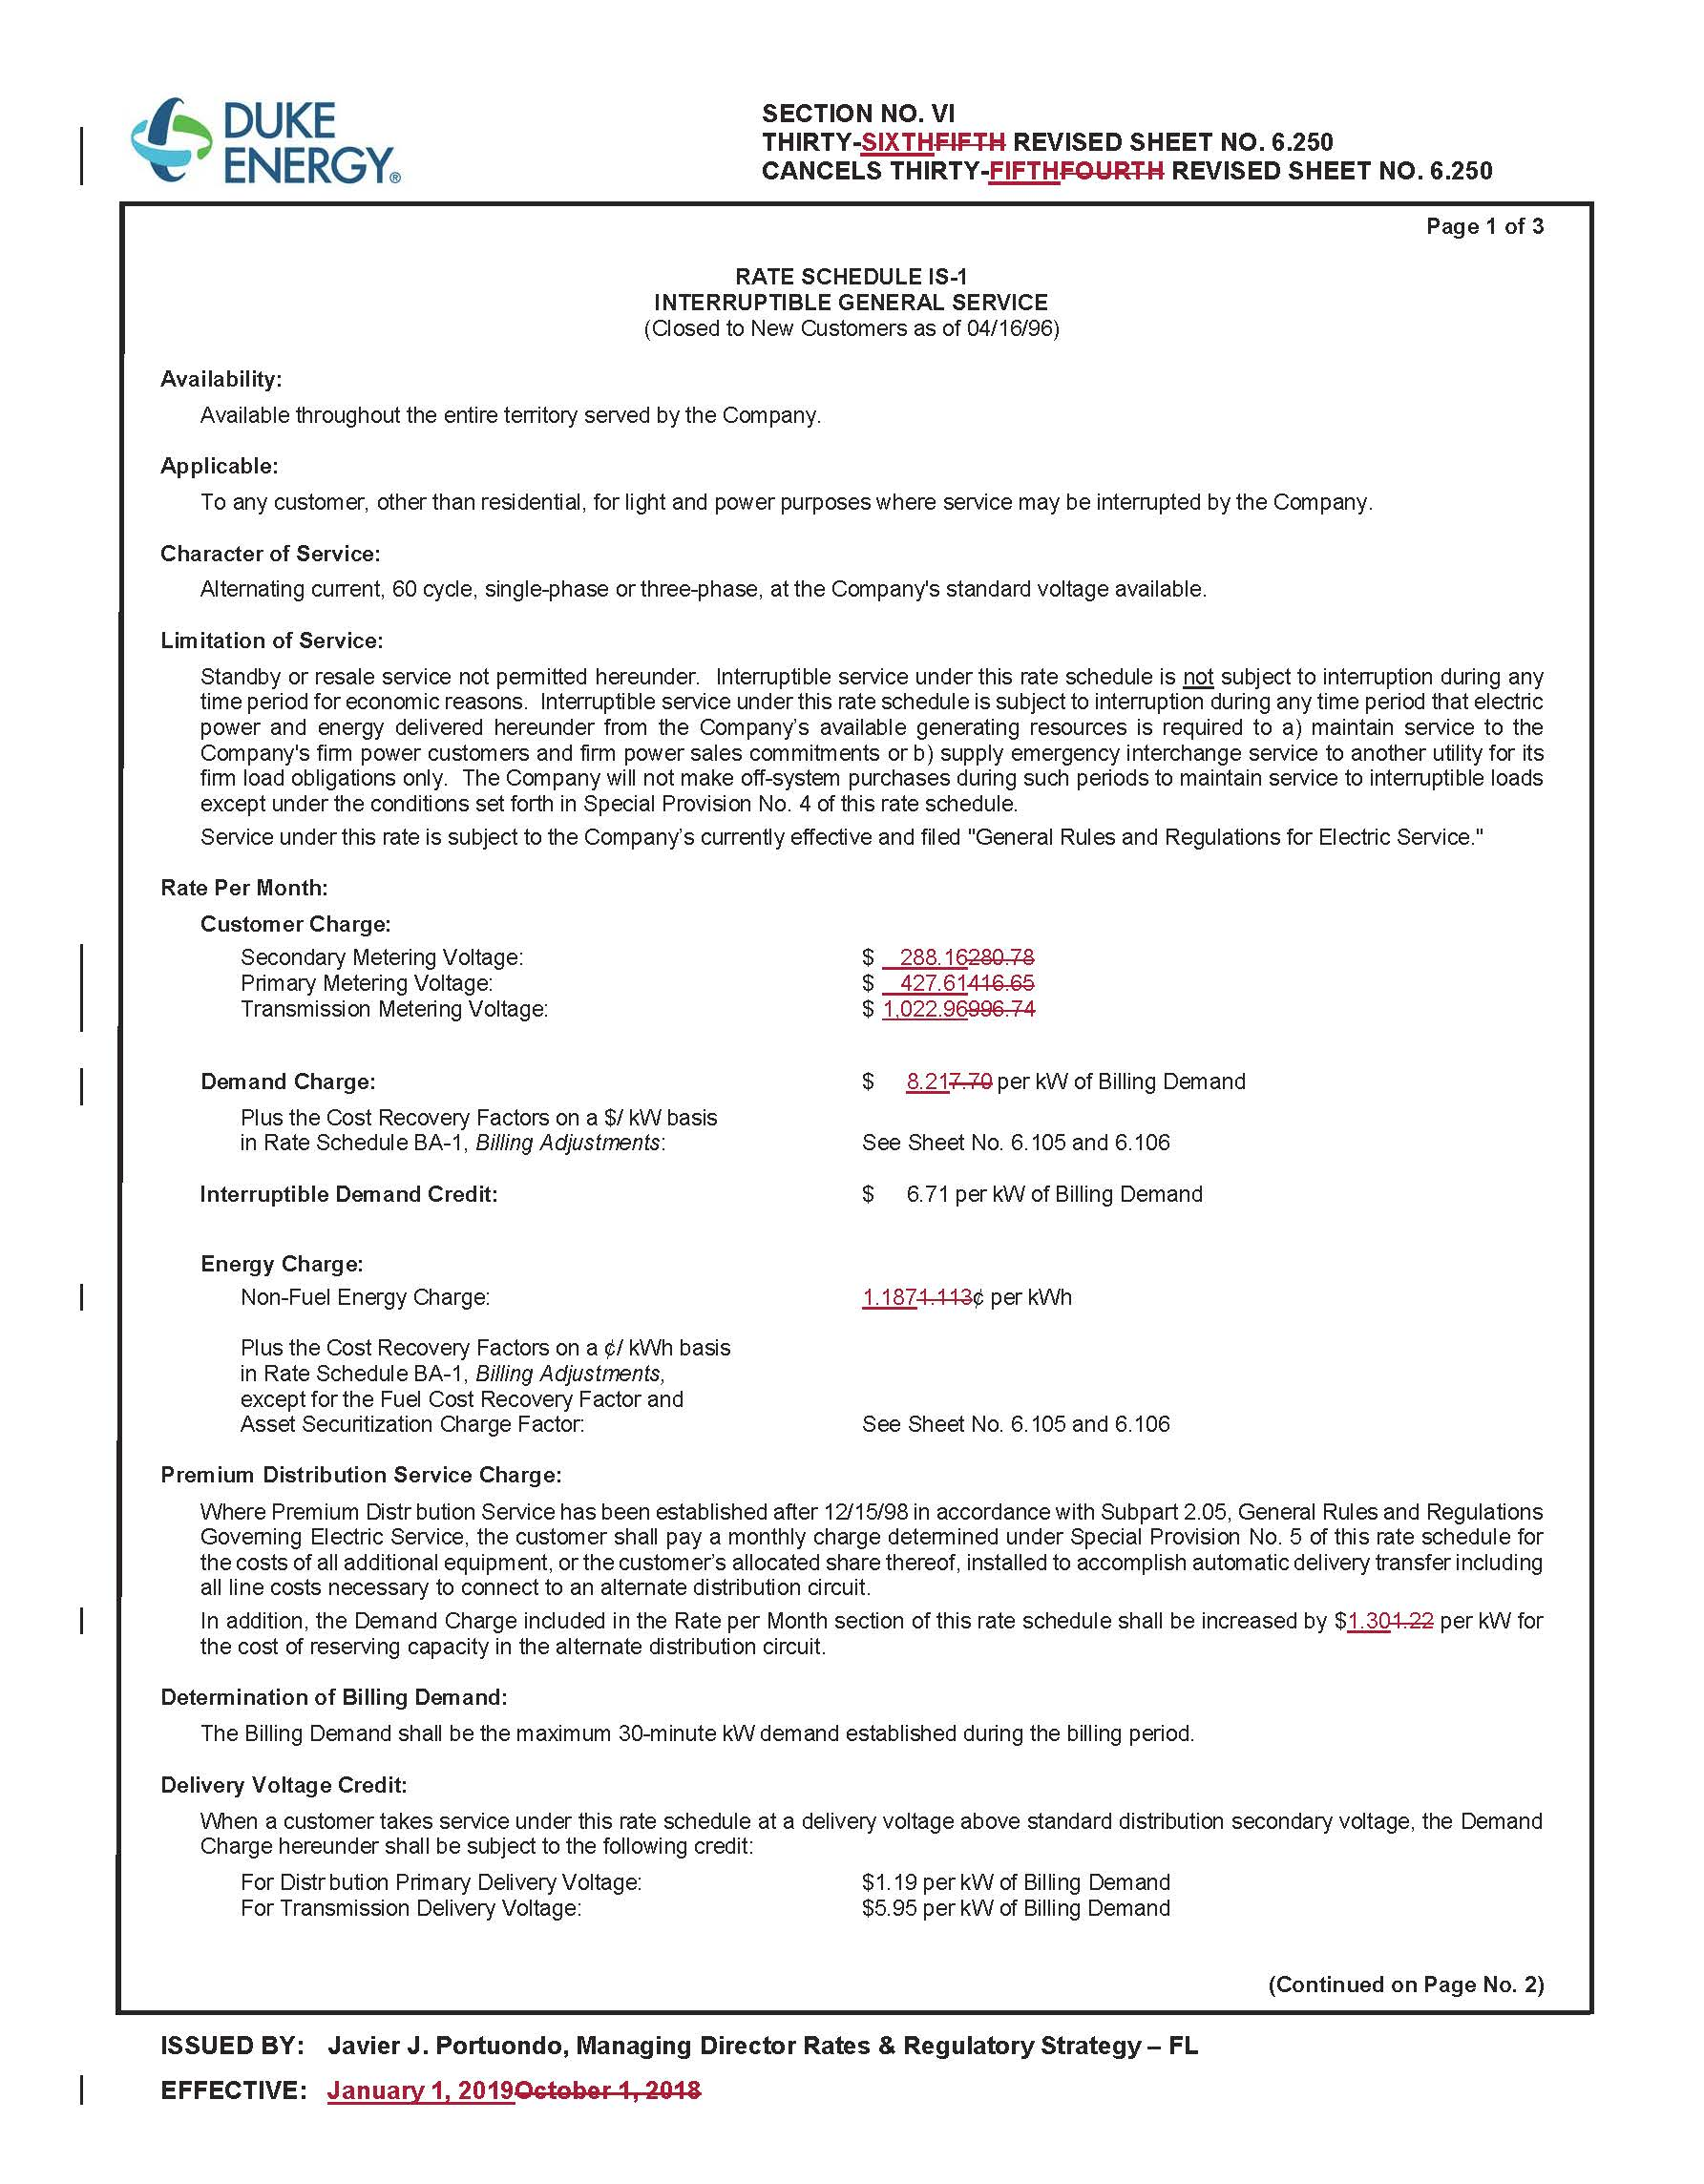 DUKE
ENERGY®
SECTION NO. VI
THIRTY-SIXTHFIFTH REVISED SHEET NO. 6.250
CANCELS THIRTY-FIFTHFOURTH REVISED SHEET NO. 6.250
Page 1 of 3
RATE SCHEDULE IS-1
INTERRUPTIBLE GENERAL SERVICE
(Closed to New Customers as of 04/16/96)
Availability:
Available throughout the entire territory served by the Company.
Applicable:
To any customer, other than residential, for light and power purposes where service may be interrupted by the Company.
Character of Service:
Alternating current, 60 cycle, single-phase or three-phase, at the Company's standard voltage available.
Limitation of Service:
Standby or resale service not permitted hereunder. Interruptible service under this rate schedule is not subject to interruption during any
time period for economic reasons. Interruptible service under this rate schedule is subject to interruption during any time period that electric
power and energy delivered hereunder from the Company’s available generating resources is required to a) maintain service to the
Company's firm power customers and firm power sales commitments or b) supply emergency interchange service to another utility for its
firm load obligations only. The Company will not make off-system purchases during such periods to maintain service to interruptible loads
except under the conditions set forth in Special Provision No. 4 of this rate schedule.
Service under this rate is subject to the Company’s currently effective and filed "General Rules and Regulations for Electric Service."
Rate Per Month:
Customer Charge:
Secondary Metering Voltage: $ 288.16280.78
Primary Metering Voltage: $ 427.61416.65
Transmission Metering Voltage: $ 1,022.96996.74
Demand Charge: $ 8.217.70 per kW of Billing Demand
Plus the Cost Recovery Factors on a $/ kW basis
in Rate Schedule BA-1, Billing Adjustments: See Sheet No. 6.105 and 6.106
Interruptible Demand Credit: $ 6.71 per kW of Billing Demand
Energy Charge:
Non-Fuel Energy Charge: 1.1871.113¢ per kWh
Plus the Cost Recovery Factors on a ¢/ kWh basis
in Rate Schedule BA-1, Billing Adjustments,
except for the Fuel Cost Recovery Factor and
Asset Securitization Charge Factor: See Sheet No. 6.105 and 6.106
Premium Distribution Service Charge:
Where Premium Distr bution Service has been established after 12/15/98 in accordance with Subpart 2.05, General Rules and Regulations
Governing Electric Service, the customer shall pay a monthly charge determined under Special Provision No. 5 of this rate schedule for
the costs of all additional equipment, or the customer’s allocated share thereof, installed to accomplish automatic delivery transfer including
all line costs necessary to connect to an alternate distribution circuit.
In addition, the Demand Charge included in the Rate per Month section of this rate schedule shall be increased by $1.301.22 per kW for
the cost of reserving capacity in the alternate distribution circuit.
Determination of Billing Demand:
The Billing Demand shall be the maximum 30-minute kW demand established during the billing period.
Delivery Voltage Credit:
When a customer takes service under this rate schedule at a delivery voltage above standard distribution secondary voltage, the Demand
Charge hereunder shall be subject to the following credit:
For Distr bution Primary Delivery Voltage: $1.19 per kW of Billing Demand
For Transmission Delivery Voltage: $5.95 per kW of Billing Demand
(Continued on Page No. 2)
ISSUED BY: Javier J. Portuondo, Managing Director Rates & Regulatory Strategy – FL
EFFECTIVE: January 1, 2019October 1, 2018